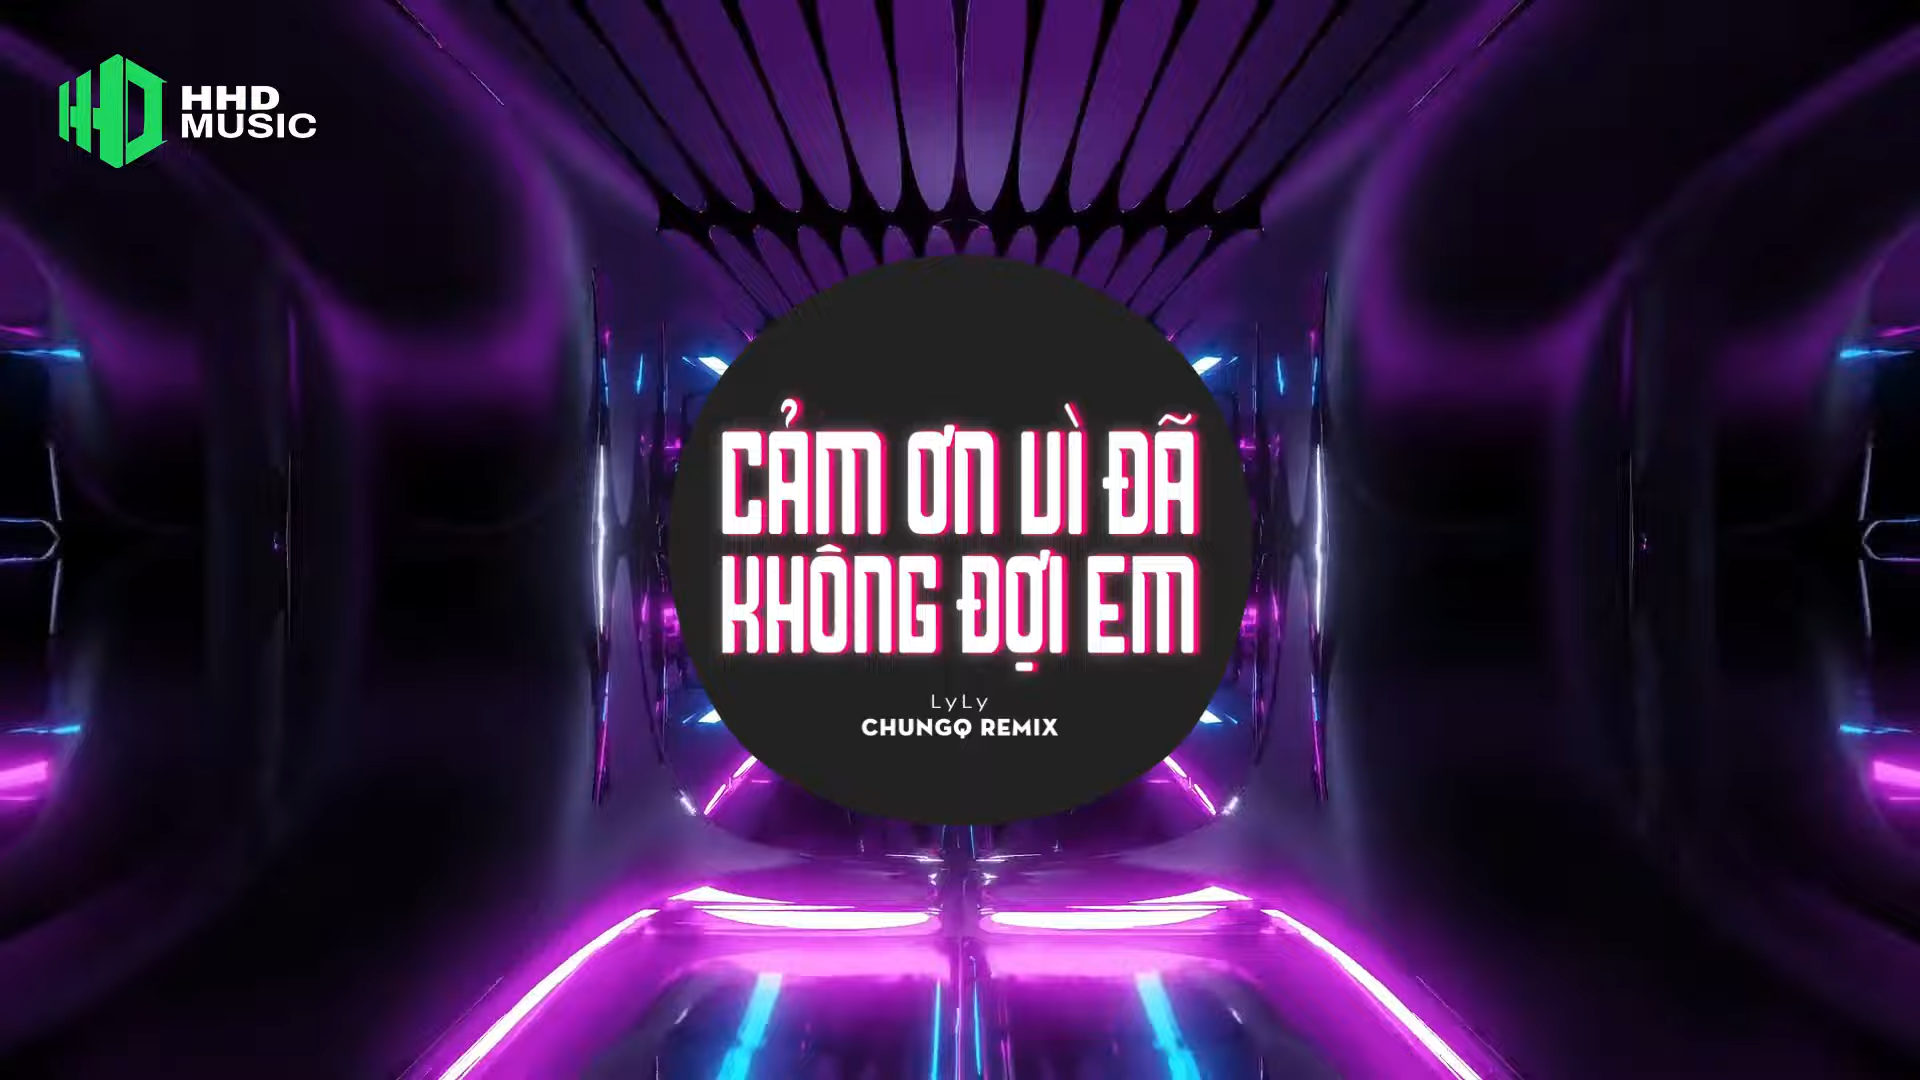 HHD
MUSIC
CẢM ƠN VÌ ĐÃ
KHÔNG ĐỢI EM
LyLy
CHUNGQ REMIX